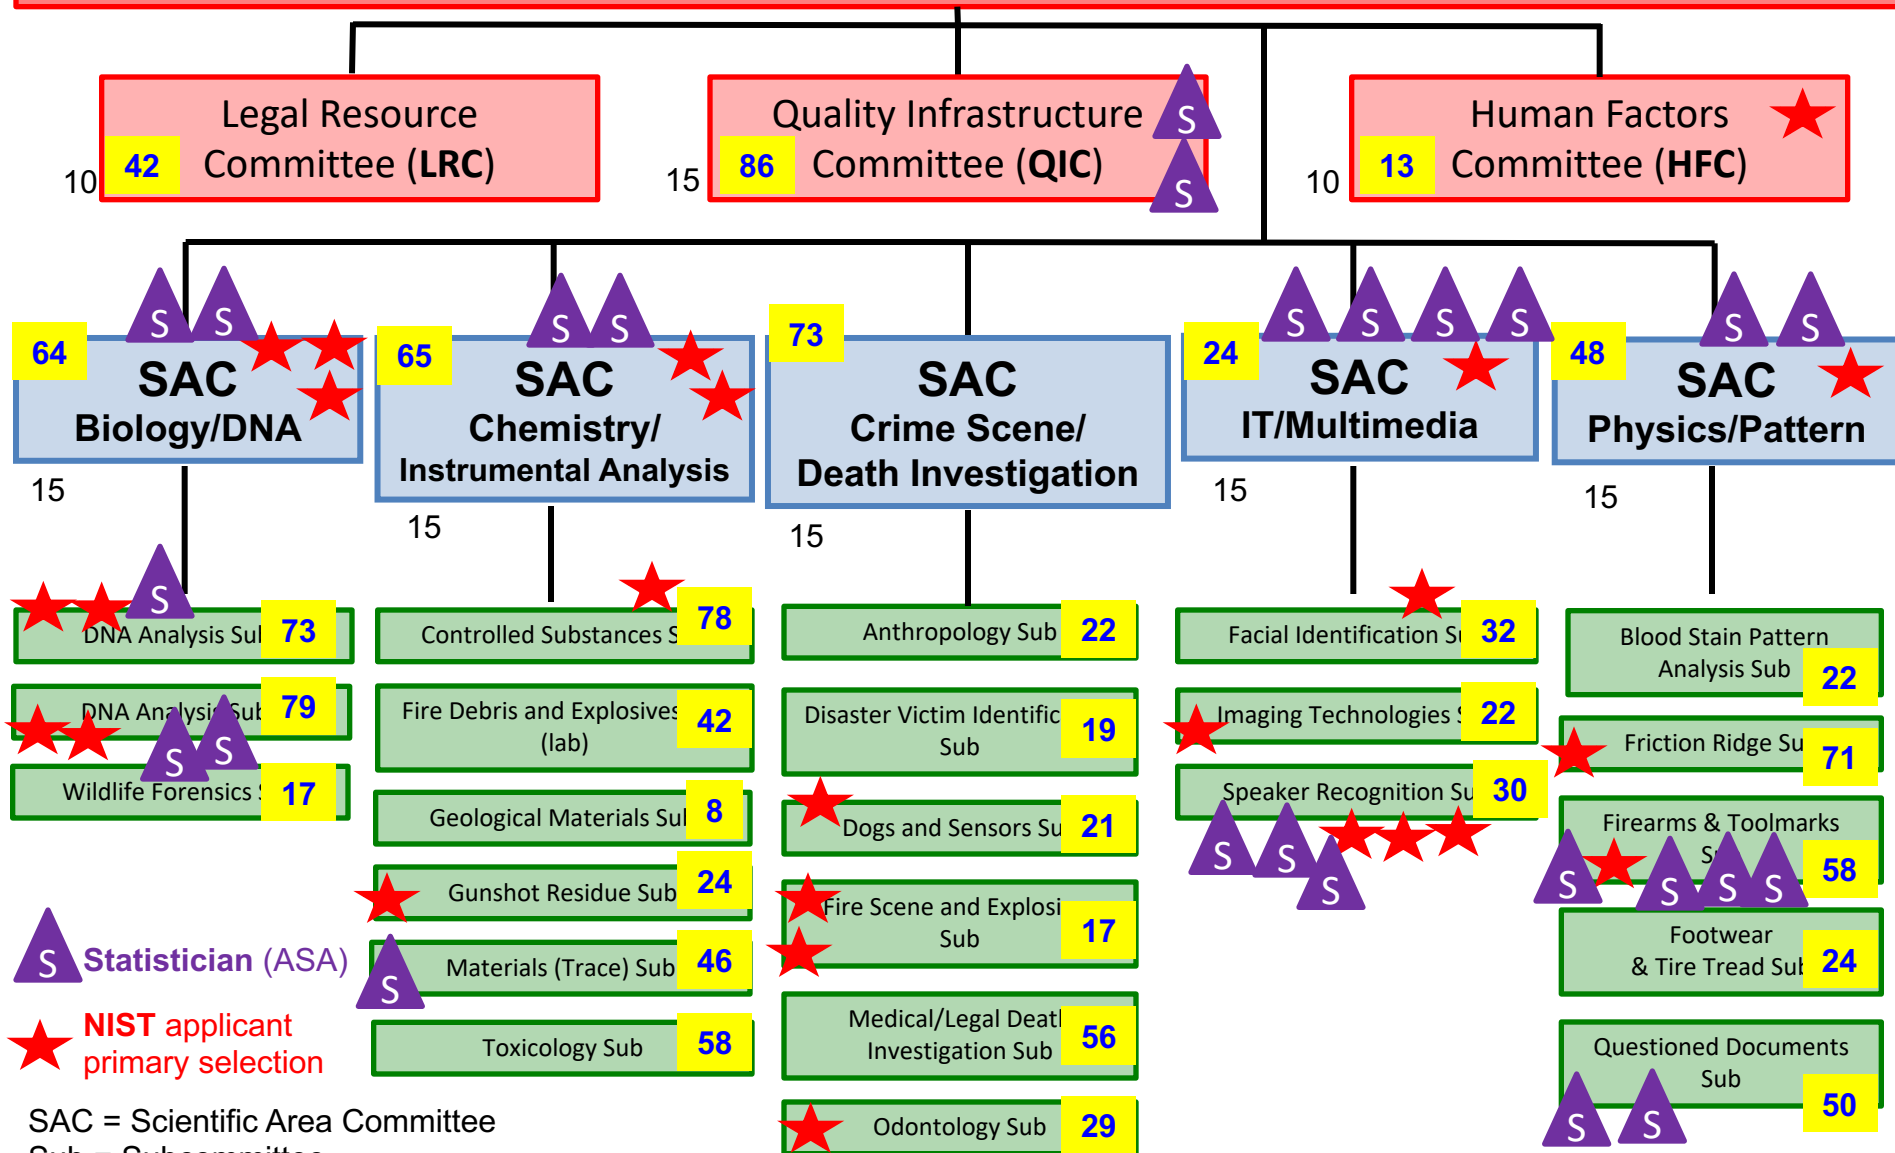 Legal Resource
Committee (LRC)
42
10
Quality Infrastructure
Committee (QIC)
86
15
S
S
Human Factors
Committee (HFC)
13
10
S
S
64
SAC
Biology/DNA
15
S
S
65
SAC
Chemistry/
Instrumental Analysis
15
73
SAC
Crime Scene/
Death Investigation
15
S
S
S
S
24
SAC
IT/Multimedia
15
S
S
48
SAC
Physics/Pattern
15
S
DNA Analysis Sub
73
DNA Analysis Sub
79
S
S
Wildlife Forensics S
17
Controlled Substances S
78
Fire Debris and Explosives
(lab)
42
Geological Materials Sub
8
Gunshot Residue Sub
24
Materials (Trace) Sub
46
S
Toxicology Sub
58
Anthropology Sub
22
Disaster Victim Identific
Sub
19
Dogs and Sensors Su
21
Fire Scene and Explosi
Sub
17
Medical/Legal Death
Investigation Sub
56
Odontology Sub
29
Facial Identification Su
32
Imaging Technologies S
22
Speaker Recognition Su
30
S
S
S
Blood Stain Pattern
Analysis Sub
22
Friction Ridge Su
71
Firearms & Toolmarks
S
58
S
S
S
S
Footwear
& Tire Tread Sub
24
Questioned Documents
Sub
50
S
S
S
Statistician (ASA)
NIST applicant
primary selection
SAC = Scientific Area Committee
Sub = Subcommittee